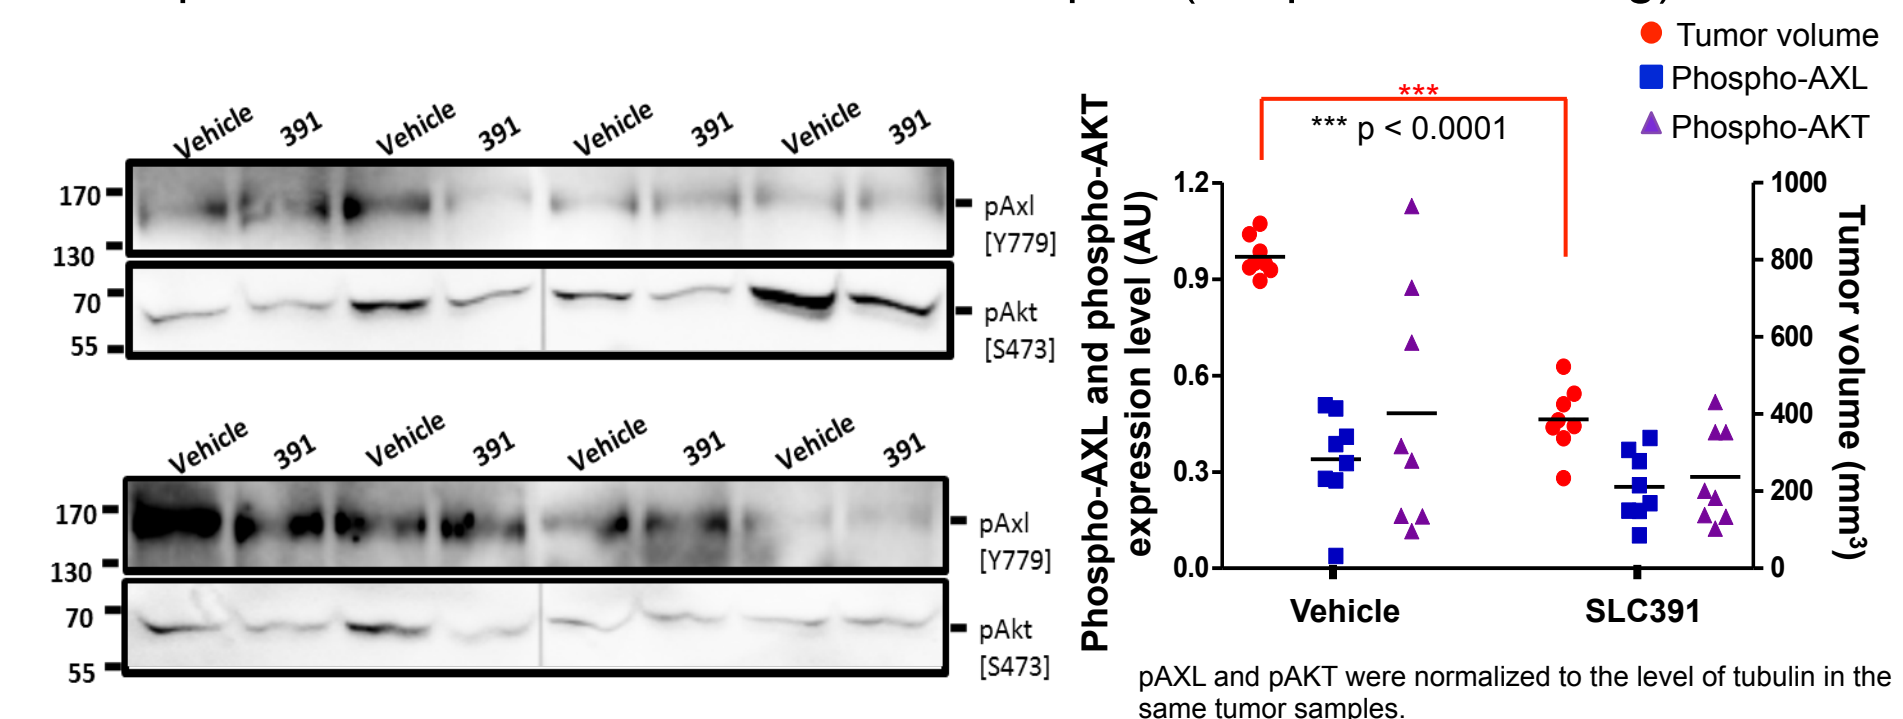 Vehicle 391 Vehicle 391 Vehicle 391 Vehicle 391
170
130
pAxl
[Y779]
70
55
pAkt
[S473]
Vehicle 391 Vehicle 391 Vehicle 391 Vehicle 391
170
130
pAxl
[Y779]
70
55
pAkt
[S473]
Tumor volume
Phospho-AXL
Phospho-AKT
***
*** p < 0.0001
Phospho-AXL and phospho-AKT
expression level (AU)
1.2
0.9
0.6
0.3
0.0
1000
800
600
400
200
0
Tumor volume (mm³)
Vehicle SLC391
pAXL and pAKT were normalized to the level of tubulin in the
same tumor samples.